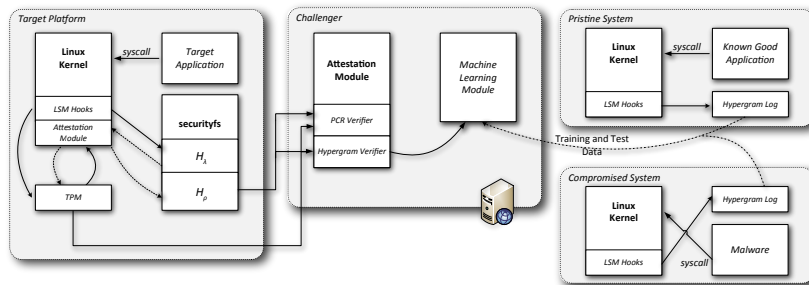 Target Platform
Linux
Kernel
syscall
Target
Application
LSM Hooks
Attestation
Module
securityfs
Hλ
Hρ
TPM
Challenger
Attestation
Module
PCR Verifier
Hypergram Verifier
Machine
Learning
Module
Pristine System
Linux
Kernel
syscall
Known Good
Application
LSM Hooks
Hypergram Log
Training and Test
Data
Compromised System
Linux
Kernel
Hypergram Log
LSM Hooks
syscall
Malware